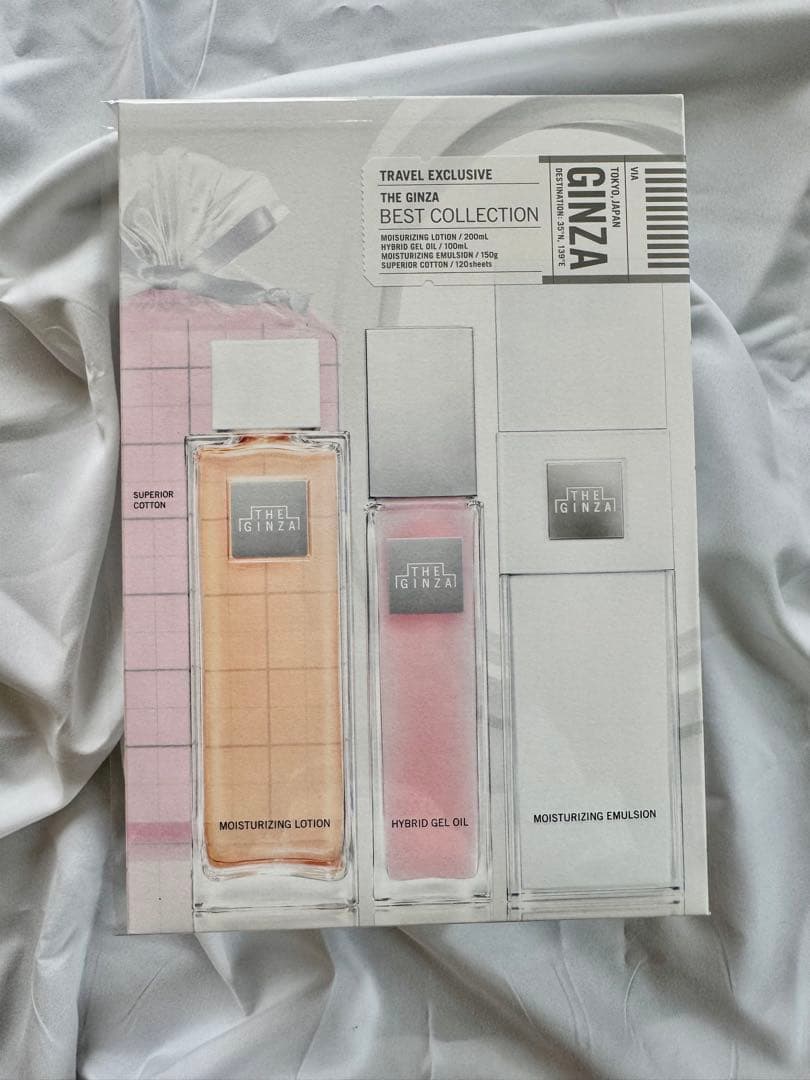 TRAVEL EXCLUSIVE
THE GINZA
BEST COLLECTION
MOISURIZING LOTION / 200mL
HYBRID GEL OIL / 100mL
MOISTURIZING EMULSION / 150g
SUPERIOR COTTON / 120sheets
VIA
TOKYO, JAPAN
GINZA
DESTINATION: 35°N, 139°E
SUPERIOR
COTTON
THE
GINZA
THE
GINZA
THE
GINZA
MOISTURIZING LOTION
HYBRID GEL OIL
MOISTURIZING EMULSION